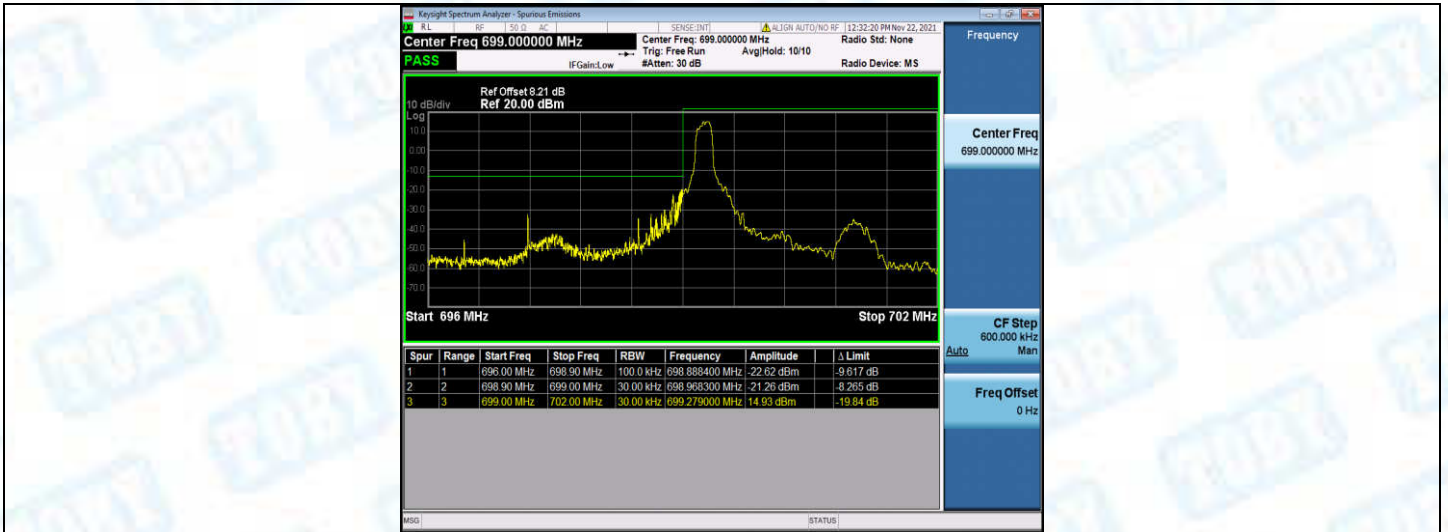 Keysight Spectrum Analyzer - Spurious Emissions
RL RF 50 Ω AC SENSE:INT ALIGN AUTO/NO RF 12:32:20 PM Nov 22, 2021
Center Freq 699.000000 MHz
Center Freq: 699.000000 MHz Radio Std: None
Trig: Free Run Avg|Hold: 10/10
PASS
IFGain:Low #Atten: 30 dB Radio Device: MS
Ref Offset 8.21 dB
10 dB/div Ref 20.00 dBm
Log
10.0
0.00
-10.0
-20.0
-30.0
-40.0
-50.0
-60.0
-70.0
Start 696 MHz Stop 702 MHz
Spur Range Start Freq Stop Freq RBW Frequency Amplitude Δ Limit
1 1 696.00 MHz 698.90 MHz 100.0 kHz 698.888400 MHz -22.62 dBm -9.617 dB
2 2 698.90 MHz 699.00 MHz 30.00 kHz 698.968300 MHz -21.26 dBm -8.265 dB
3 3 699.00 MHz 702.00 MHz 30.00 kHz 699.279000 MHz 14.93 dBm -19.84 dB
MSG STATUS
Frequency
Center Freq
699.000000 MHz
CF Step
600.000 kHz
Auto Man
Freq Offset
0 Hz
TOBY